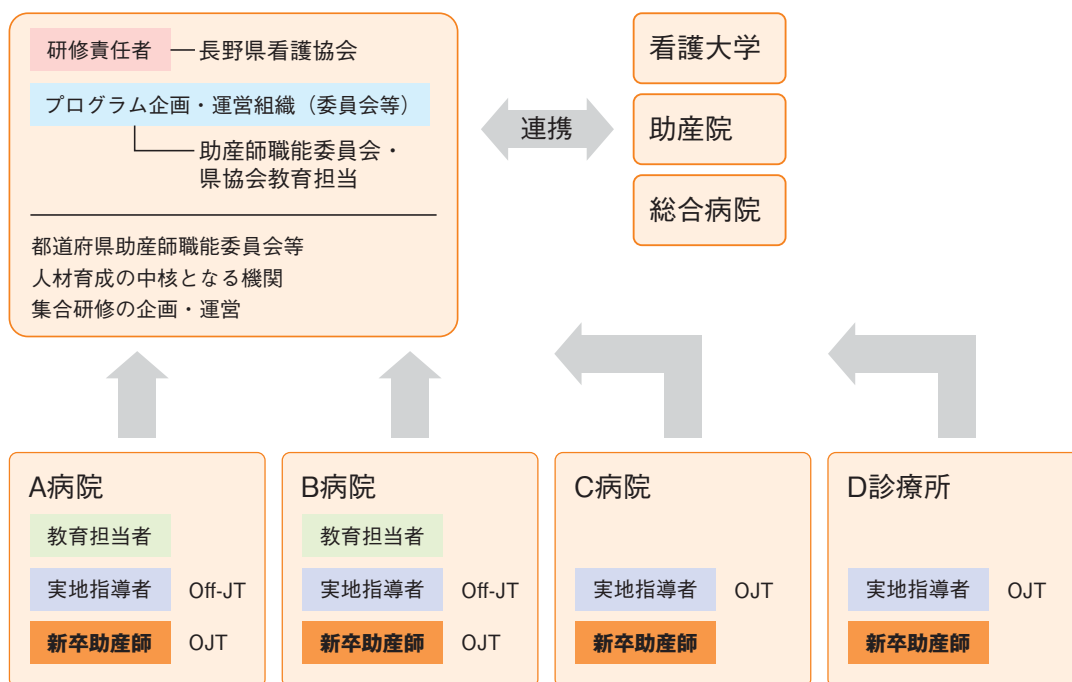 研修責任者 長野県看護協会
プログラム企画・運営組織（委員会等）
助産師職能委員会・
県協会教育担当
都道府県助産師職能委員会等
人材育成の中核となる機関
集合研修の企画・運営
連携
看護大学
助産院
総合病院
A病院
教育担当者
実地指導者 Off-JT
新卒助産師 OJT
B病院
教育担当者
実地指導者 Off-JT
新卒助産師 OJT
C病院
実地指導者 OJT
新卒助産師
D診療所
実地指導者 OJT
新卒助産師